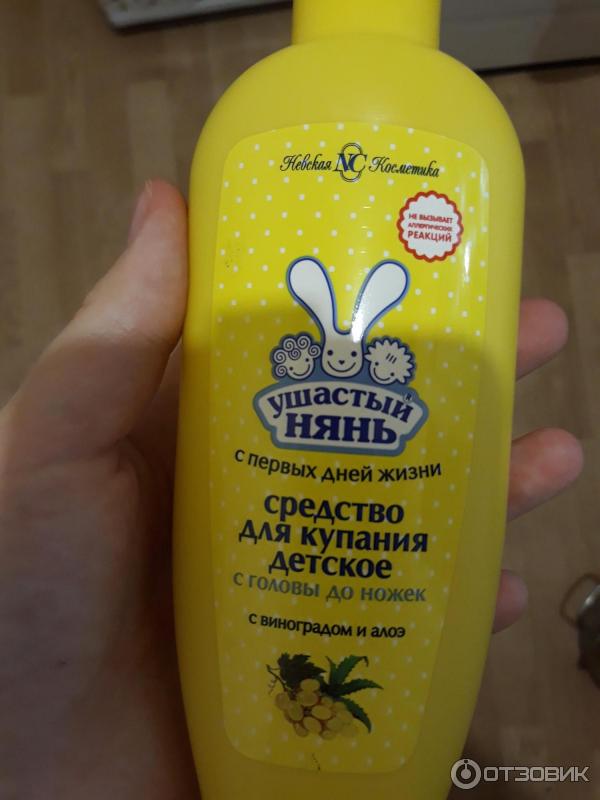 Невская NC Косметика
НЕ ВЫЗЫВАЕТ
АЛЛЕРГИЧЕСКИХ
РЕАКЦИЙ
УШАСТЫЙ
НЯНЬ
С ПЕРВЫХ ДНЕЙ ЖИЗНИ
СРЕДСТВО
ДЛЯ КУПАНИЯ
ДЕТСКОЕ
С ГОЛОВЫ ДО НОЖЕК
С ВИНОГРАДОМ И АЛОЭ
ОТЗОВИК